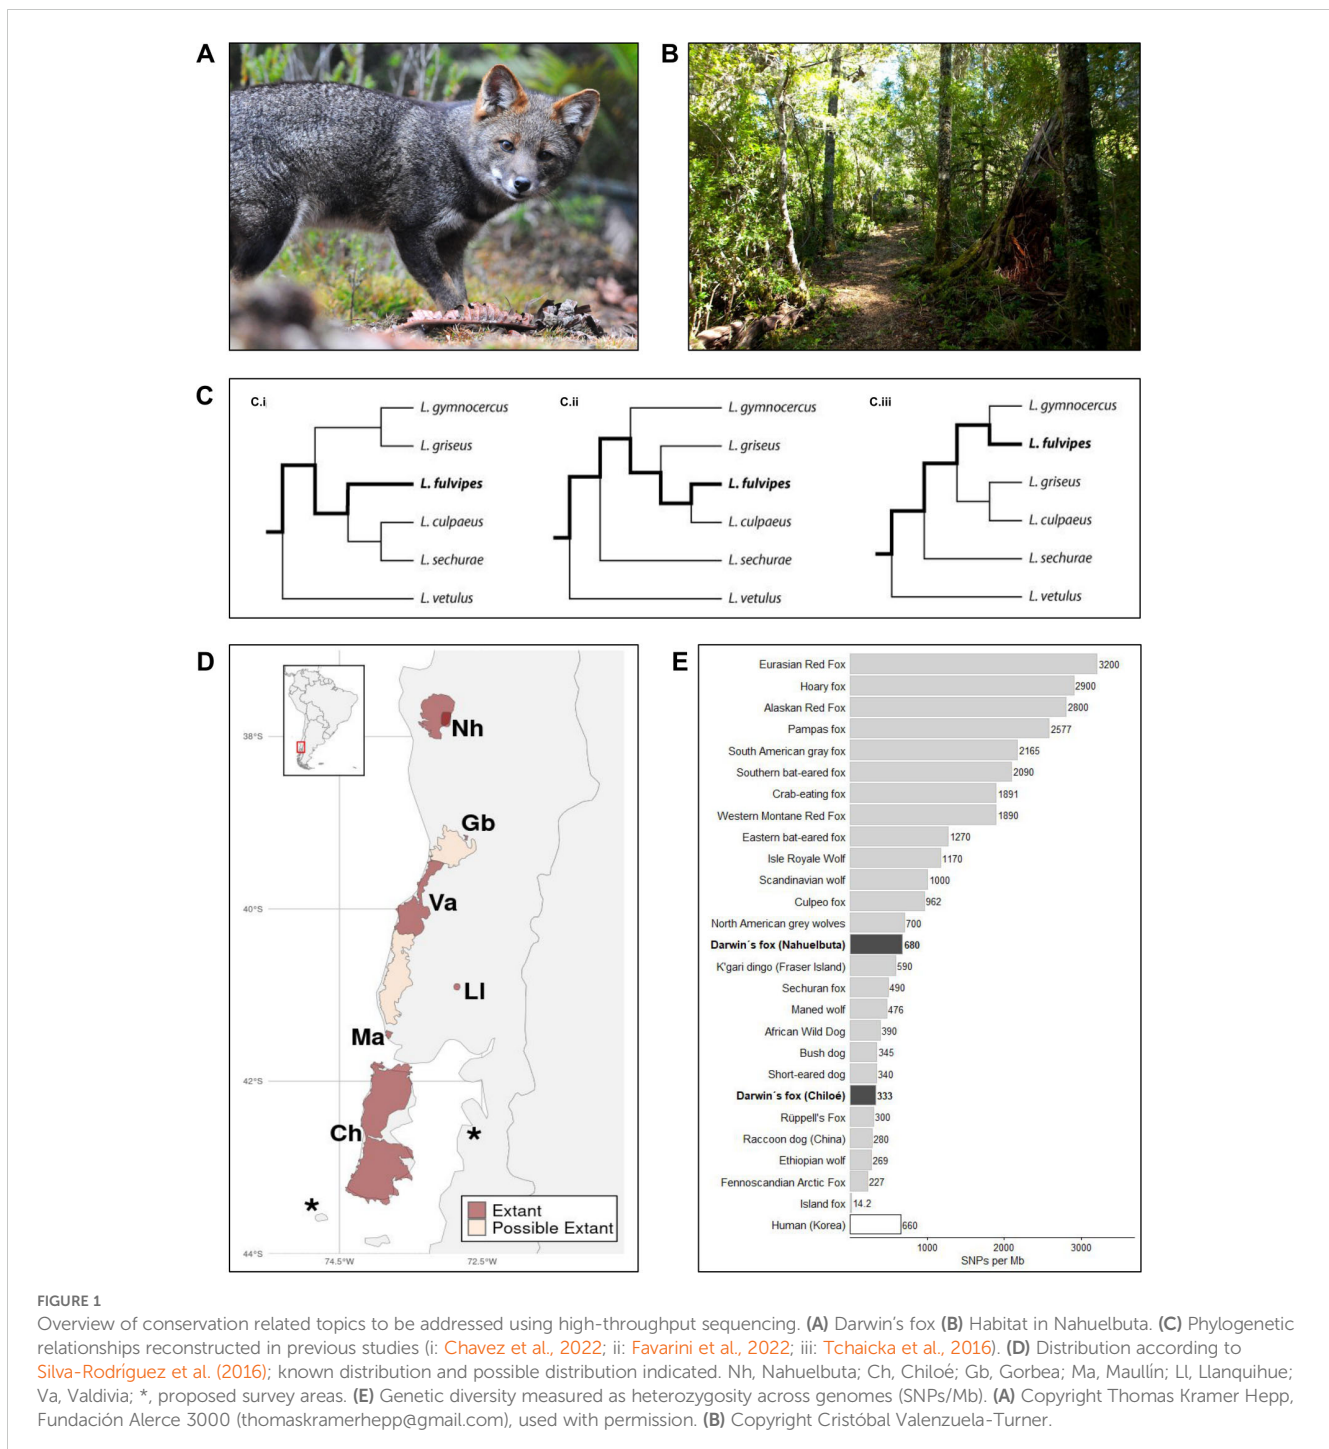 A
B
C
C.i
L. gymnocercus
L. griseus
L. fulvipes
L. culpaeus
L. sechurae
L. vetulus
C.ii
L. gymnocercus
L. griseus
L. fulvipes
L. culpaeus
L. sechurae
L. vetulus
C.iii
L. gymnocercus
L. fulvipes
L. griseus
L. culpaeus
L. sechurae
L. vetulus
D
38°S
40°S
42°S
44°S
74.5°W
72.5°W
Nh
Gb
Va
Ll
Ma
Ch
*
*
Extant
Possible Extant
E
Eurasian Red Fox 3200
Hoary fox 2900
Alaskan Red Fox 2800
Pampas fox 2577
South American gray fox 2165
Southern bat-eared fox 2090
Crab-eating fox 1891
Western Montane Red Fox 1890
Eastern bat-eared fox 1270
Isle Royale Wolf 1170
Scandinavian wolf 1000
Culpeo fox 962
North American grey wolves 700
Darwin´s fox (Nahuelbuta) 680
K'gari dingo (Fraser Island) 590
Sechuran fox 490
Maned wolf 476
African Wild Dog 390
Bush dog 345
Short-eared dog 340
Darwin´s fox (Chiloé) 333
Rüppell's Fox 300
Raccoon dog (China) 280
Ethiopian wolf 269
Fennoscandian Arctic Fox 227
Island fox 14.2
Human (Korea) 660
1000 2000 3000
SNPs per Mb
FIGURE 1
Overview of conservation related topics to be addressed using high-throughput sequencing. (A) Darwin's fox (B) Habitat in Nahuelbuta. (C) Phylogenetic
relationships reconstructed in previous studies (i: Chavez et al., 2022; ii: Favarini et al., 2022; iii: Tchaicka et al., 2016). (D) Distribution according to
Silva-Rodríguez et al. (2016); known distribution and possible distribution indicated. Nh, Nahuelbuta; Ch, Chiloé; Gb, Gorbea; Ma, Maullín; Ll, Llanquihue;
Va, Valdivia; *, proposed survey areas. (E) Genetic diversity measured as heterozygosity across genomes (SNPs/Mb). (A) Copyright Thomas Kramer Hepp,
Fundación Alerce 3000 (thomaskramerhepp@gmail.com), used with permission. (B) Copyright Cristóbal Valenzuela-Turner.